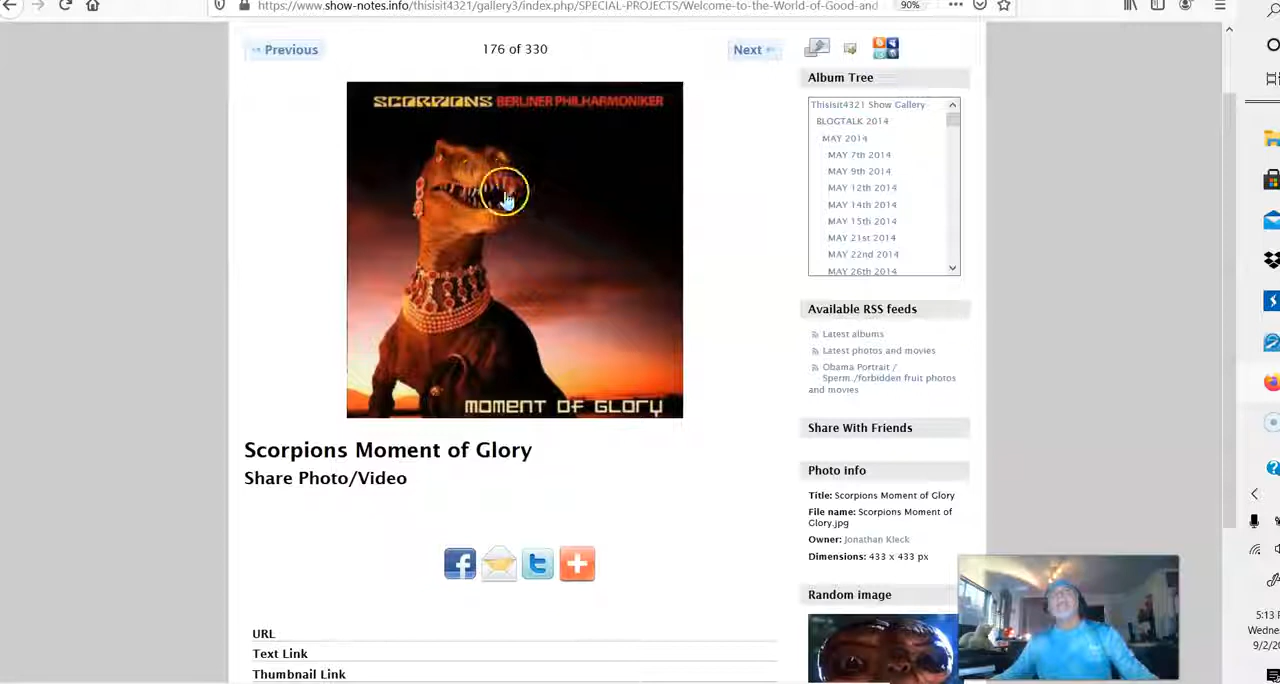 https://www.show-notes.info/thisisit4321/gallery3/index.php/SPECIAL-PROJECTS/Welcome-to-the-World-of-Good-and-
90%
Previous
176 of 330
Next
SCORPIONS BERLINER PHILHARMONIKER
MOMENT OF GLORY
Scorpions Moment of Glory
Share Photo/Video
URL
Text Link
Thumbnail Link
Album Tree
Thisisit4321 Show Gallery
BLOGTALK 2014
MAY 2014
MAY 7th 2014
MAY 9th 2014
MAY 12th 2014
MAY 14th 2014
MAY 15th 2014
MAY 21st 2014
MAY 22nd 2014
MAY 26th 2014
Available RSS feeds
Latest albums
Latest photos and movies
Obama Portrait /
Sperm../forbidden fruit photos
and movies
Share With Friends
Photo info
Title: Scorpions Moment of Glory
File name: Scorpions Moment of
Glory.jpg
Owner: Jonathan Kleck
Dimensions: 433 x 433 px
Random image
5:13 P
Wedne
9/2/20